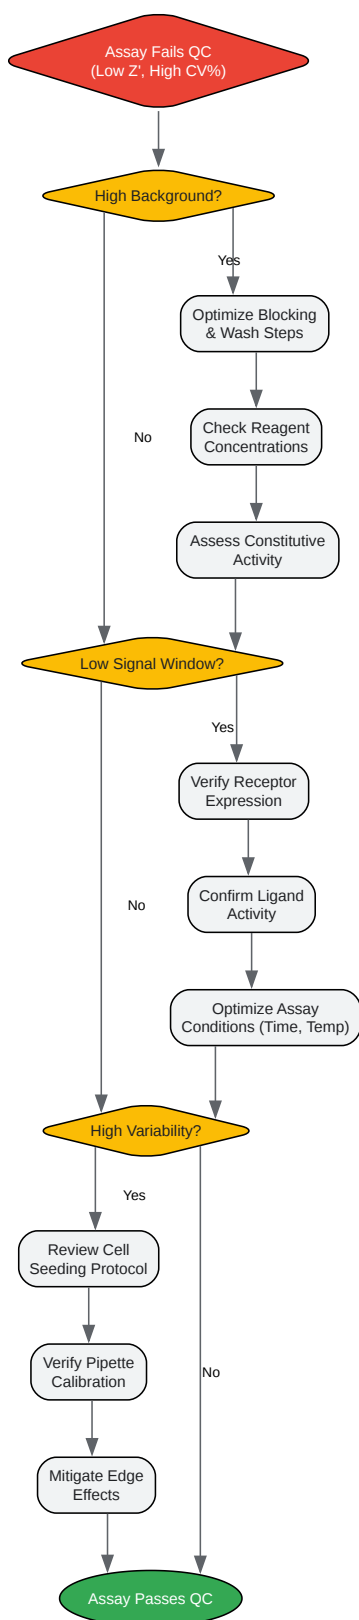 Assay Fails QC
(Low Z', High CV%)
High Background?
Yes
Optimize Blocking
& Wash Steps
Check Reagent
Concentrations
No
Assess Constitutive
Activity
Low Signal Window?
Yes
Verify Receptor
Expression
Confirm Ligand
Activity
No
Optimize Assay
Conditions (Time, Temp)
High Variability?
Yes
Review Cell
Seeding Protocol
Verify Pipette
Calibration
No
Mitigate Edge
Effects
Assay Passes QC